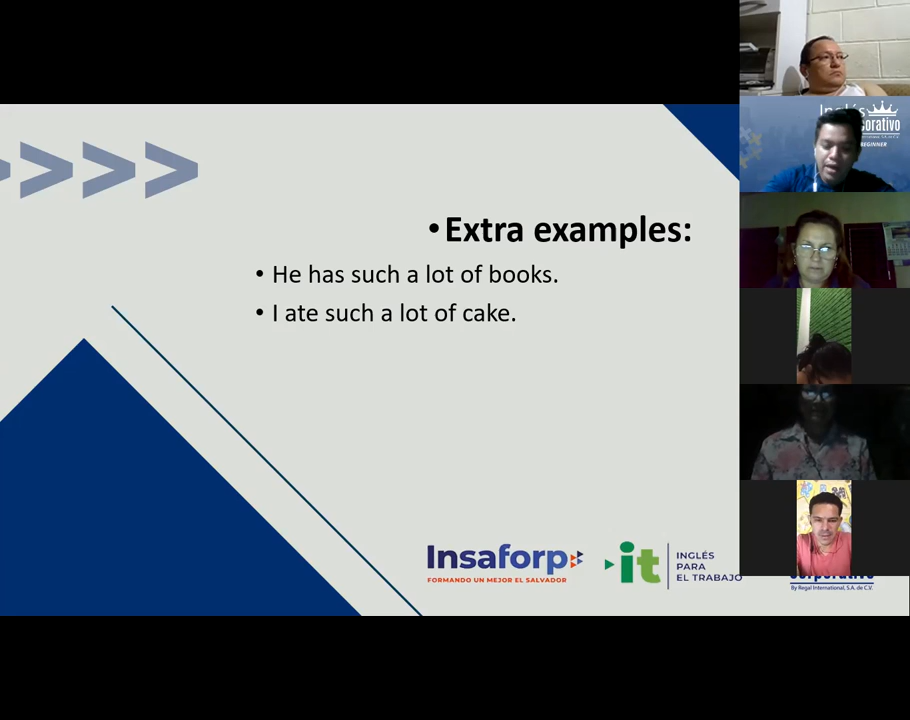 >>>>
•Extra examples:
• He has such a lot of books.
• I ate such a lot of cake.
Insaforp
FORMANDO UN MEJOR EL SALVADOR
it
INGLÉS
PARA
EL TRABAJO
By Regal International, S.A. de C.V.
Inglés